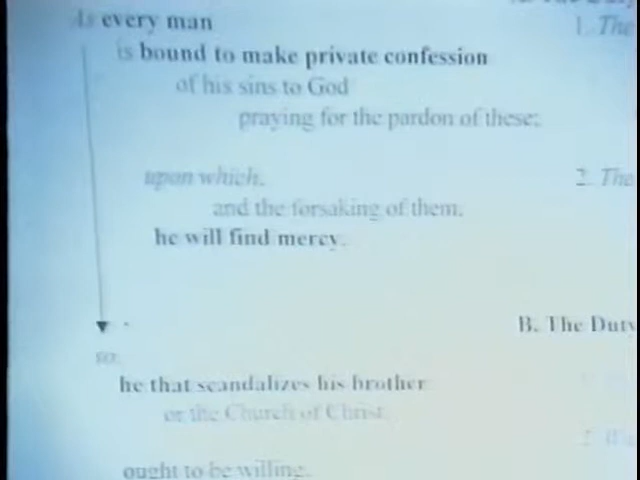 As every man
is bound to make private confession
of his sins to God
praying for the pardon of these;
upon which,
and the forsaking of them,
he will find mercy.
so
he that scandalizes his brother
or the Church of Christ
ought to be willing,
1. The
2. The
B. The Duty